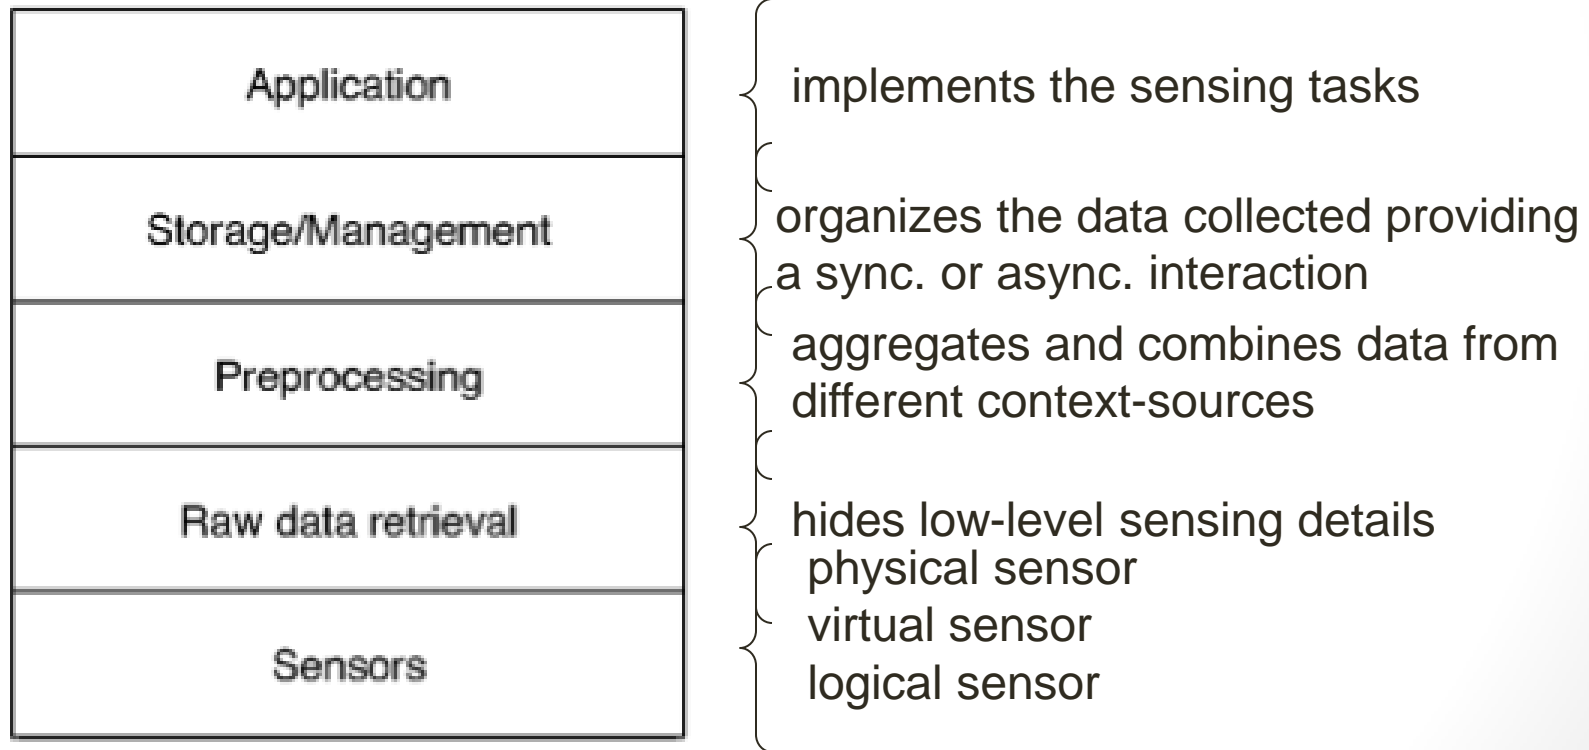 Application
implements the sensing tasks
Storage/Management
organizes the data collected providing
a sync. or async. interaction
Preprocessing
aggregates and combines data from
different context-sources
Raw data retrieval
hides low-level sensing details
Sensors
physical sensor
virtual sensor
logical sensor